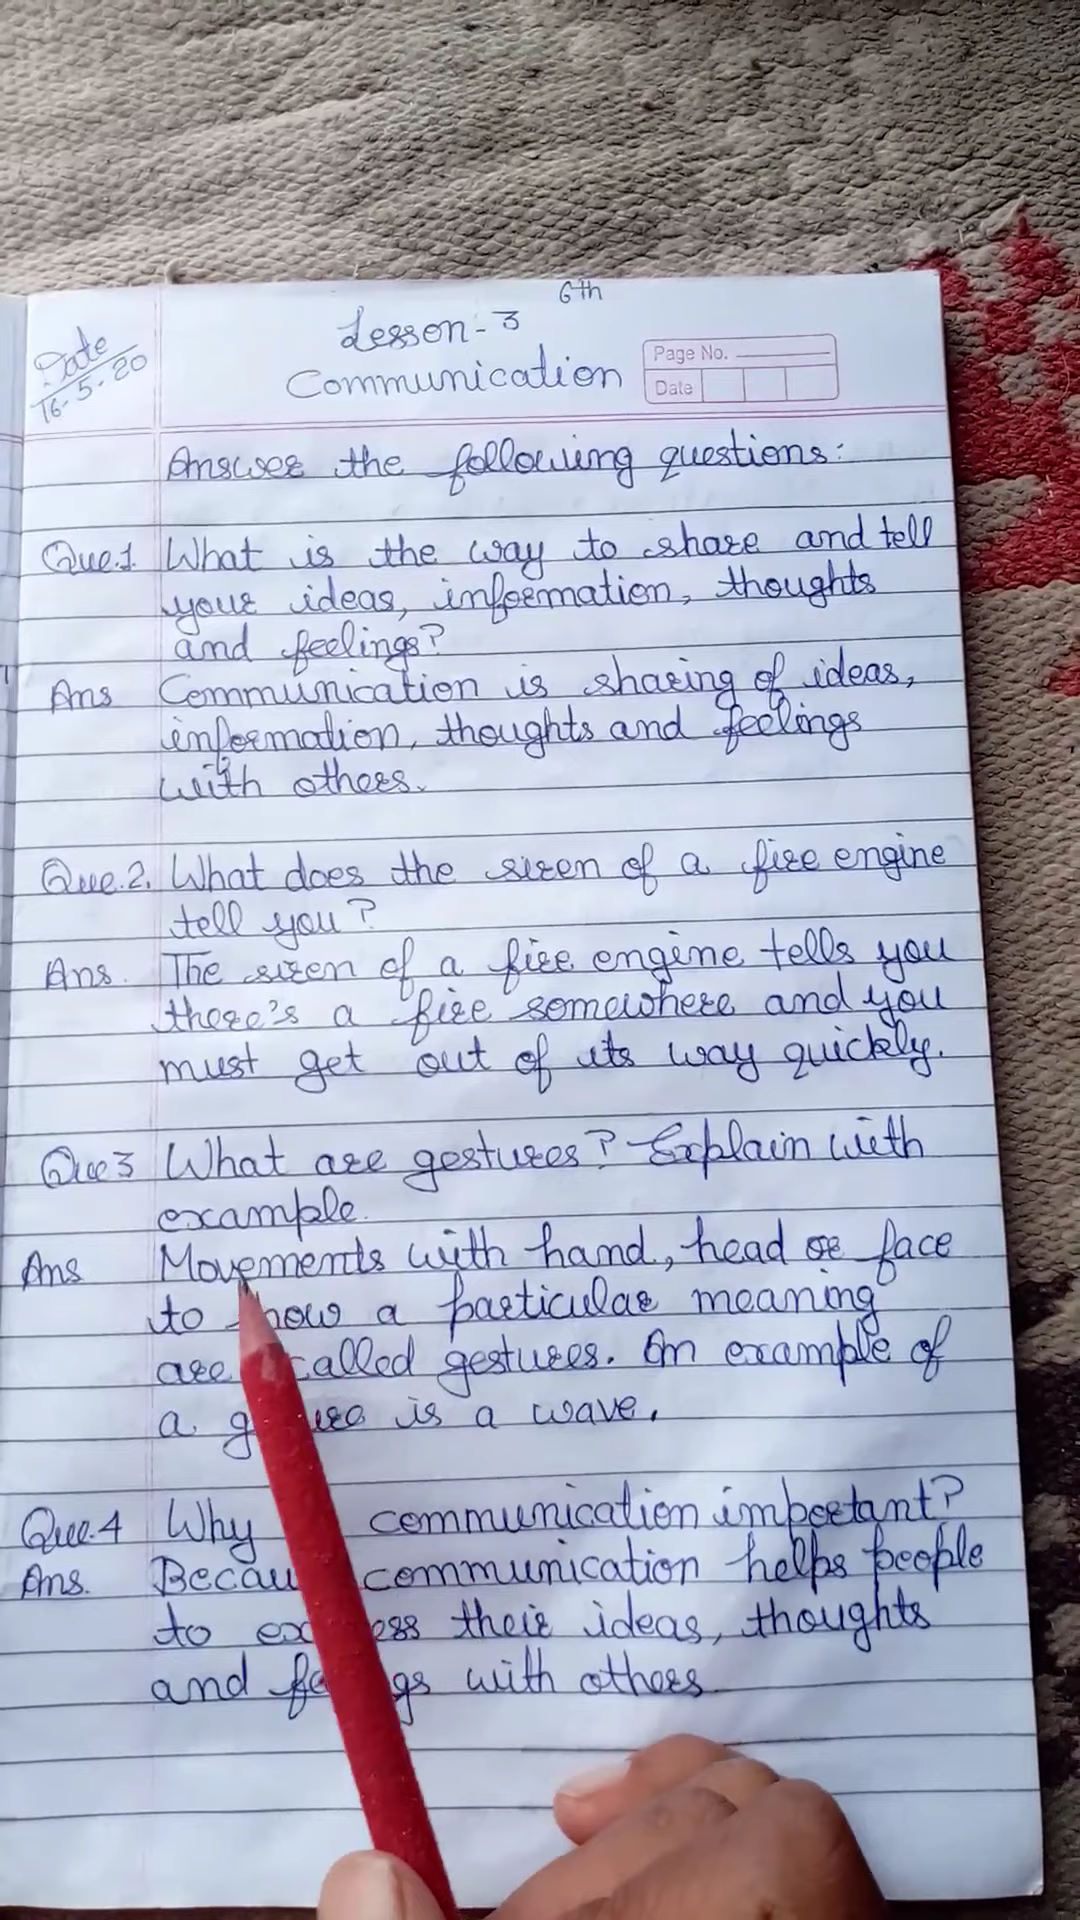 6th
Lesson-3
Communication
Date
16-5-20
Page No.
Date
Answer the following questions:
Que.1. What is the way to share and tell
your ideas, information, thoughts
and feelings?
Ans Communication is sharing of ideas,
information, thoughts and feelings
with others.
Que.2. What does the siren of a fire engine
tell you?
Ans. The siren of a fire engine tells you
there's a fire somewhere and you
must get out of its way quickly.
Que 3 What are gestures? Explain with
example.
Ans Movements with hand, head or face
to how a particular meaning
are called gestures. An example of
a is a wave.
Que.4 Why communication important?
Ans. communication helps people
to their ideas, thoughts
and with others